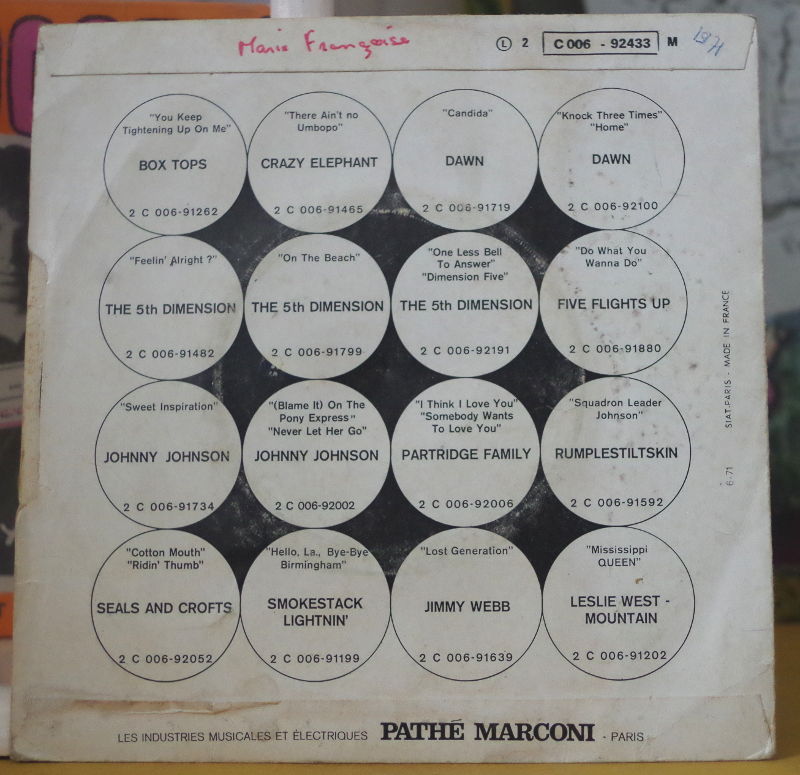 Marie Françoise
Ⓛ 2 C 006 - 92433 M
"You Keep
Tightening Up On Me"
BOX TOPS
2 C 006-91262
"There Ain't no
Umbopo"
CRAZY ELEPHANT
2 C 006-91465
"Candida"
DAWN
2 C 006-91719
"Knock Three Times"
"Home"
DAWN
2 C 006-92100
"Feelin' Alright ?"
THE 5th DIMENSION
2 C 006-91482
"On The Beach"
THE 5th DIMENSION
2 C 006-91799
"One Less Bell
To Answer"
"Dimension Five"
THE 5th DIMENSION
2 C 006-92191
"Do What You
Wanna Do"
FIVE FLIGHTS UP
2 C 006-91880
"Sweet Inspiration"
JOHNNY JOHNSON
2 C 006-91734
"(Blame It) On The
Pony Express"
"Never Let Her Go"
JOHNNY JOHNSON
2 C 006-92002
"I Think I Love You"
"Somebody Wants
To Love You"
PARTRIDGE FAMILY
2 C 006-92006
"Squadron Leader
Johnson"
RUMPLESTILTSKIN
2 C 006-91592
"Cotton Mouth"
"Ridin' Thumb"
SEALS AND CROFTS
2 C 006-92052
"Hello, La., Bye-Bye
Birmingham"
SMOKESTACK
LIGHTNIN'
2 C 006-91199
"Lost Generation"
JIMMY WEBB
2 C 006-91639
"Mississippi
QUEEN"
LESLIE WEST -
MOUNTAIN
2 C 006-91202
6-71 SIAT-PARIS - MADE IN FRANCE
LES INDUSTRIES MUSICALES ET ÉLECTRIQUES PATHÉ MARCONI - PARIS